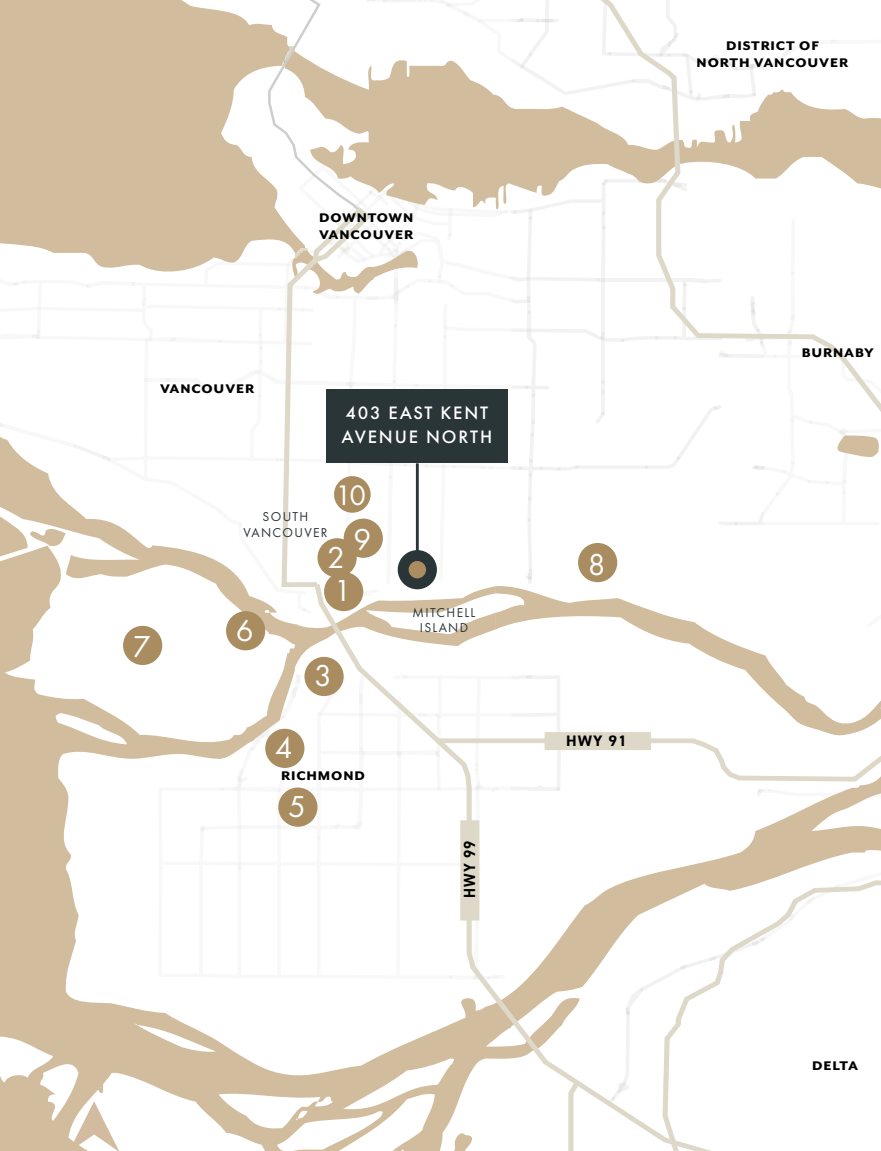 DISTRICT OF
NORTH VANCOUVER
DOWNTOWN
VANCOUVER
BURNABY
VANCOUVER
403 EAST KENT
AVENUE NORTH
10
SOUTH
VANCOUVER
9
2
8
1
MITCHELL
ISLAND
6
7
3
HWY 91
4
RICHMOND
5
HWY 99
DELTA